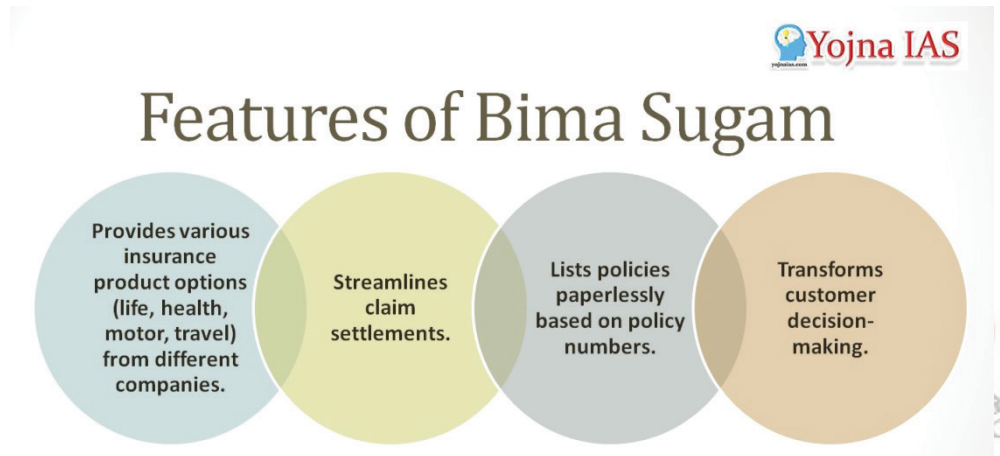 Yojna IAS
yojnaias.com
Features of Bima Sugam
Provides various
insurance
product options
(life, health,
motor, travel)
from different
companies.
Streamlines
claim
settlements.
Lists policies
paperlessly
based on policy
numbers.
Transforms
customer
decision-
making.